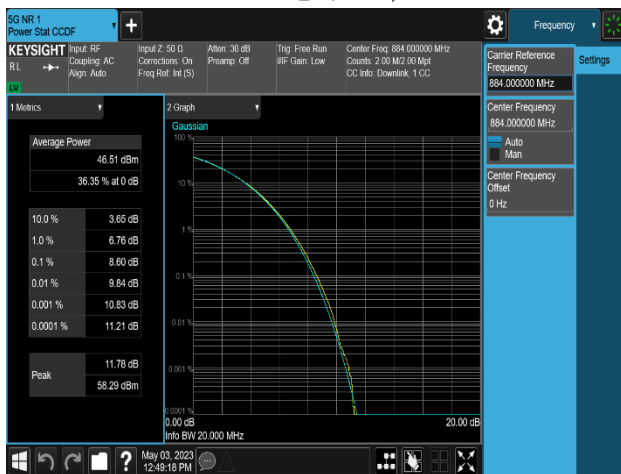 5G NR 1
Power Stat CCDF
Frequency
KEYSIGHT
RL
LU
Input: RF
Coupling: AC
Align: Auto
Input Z: 50 Ω
Corrections: On
Freq Ref: Int (S)
Atten: 30 dB
Preamp: Off
Trig: Free Run
#IF Gain: Low
Center Freq: 884.000000 MHz
Counts: 2.00 M/2.00 Mpt
CC Info: Downlink, 1 CC
Carrier Reference
Frequency
884.000000 MHz
Settings
Center Frequency
884.000000 MHz
Auto
Man
Center Frequency
Offset
0 Hz
1 Metrics
Average Power
46.51 dBm
36.35 % at 0 dB
10.0 % 3.65 dB
1.0 % 6.76 dB
0.1 % 8.60 dB
0.01 % 9.84 dB
0.001 % 10.83 dB
0.0001 % 11.21 dB
Peak
11.78 dB
58.29 dBm
2 Graph
Gaussian
100 %
10 %
1 %
0.1 %
0.01 %
0.001 %
0.0001 %
0.00 dB 20.00 dB
Info BW 20.000 MHz
May 03, 2023
12:49:18 PM